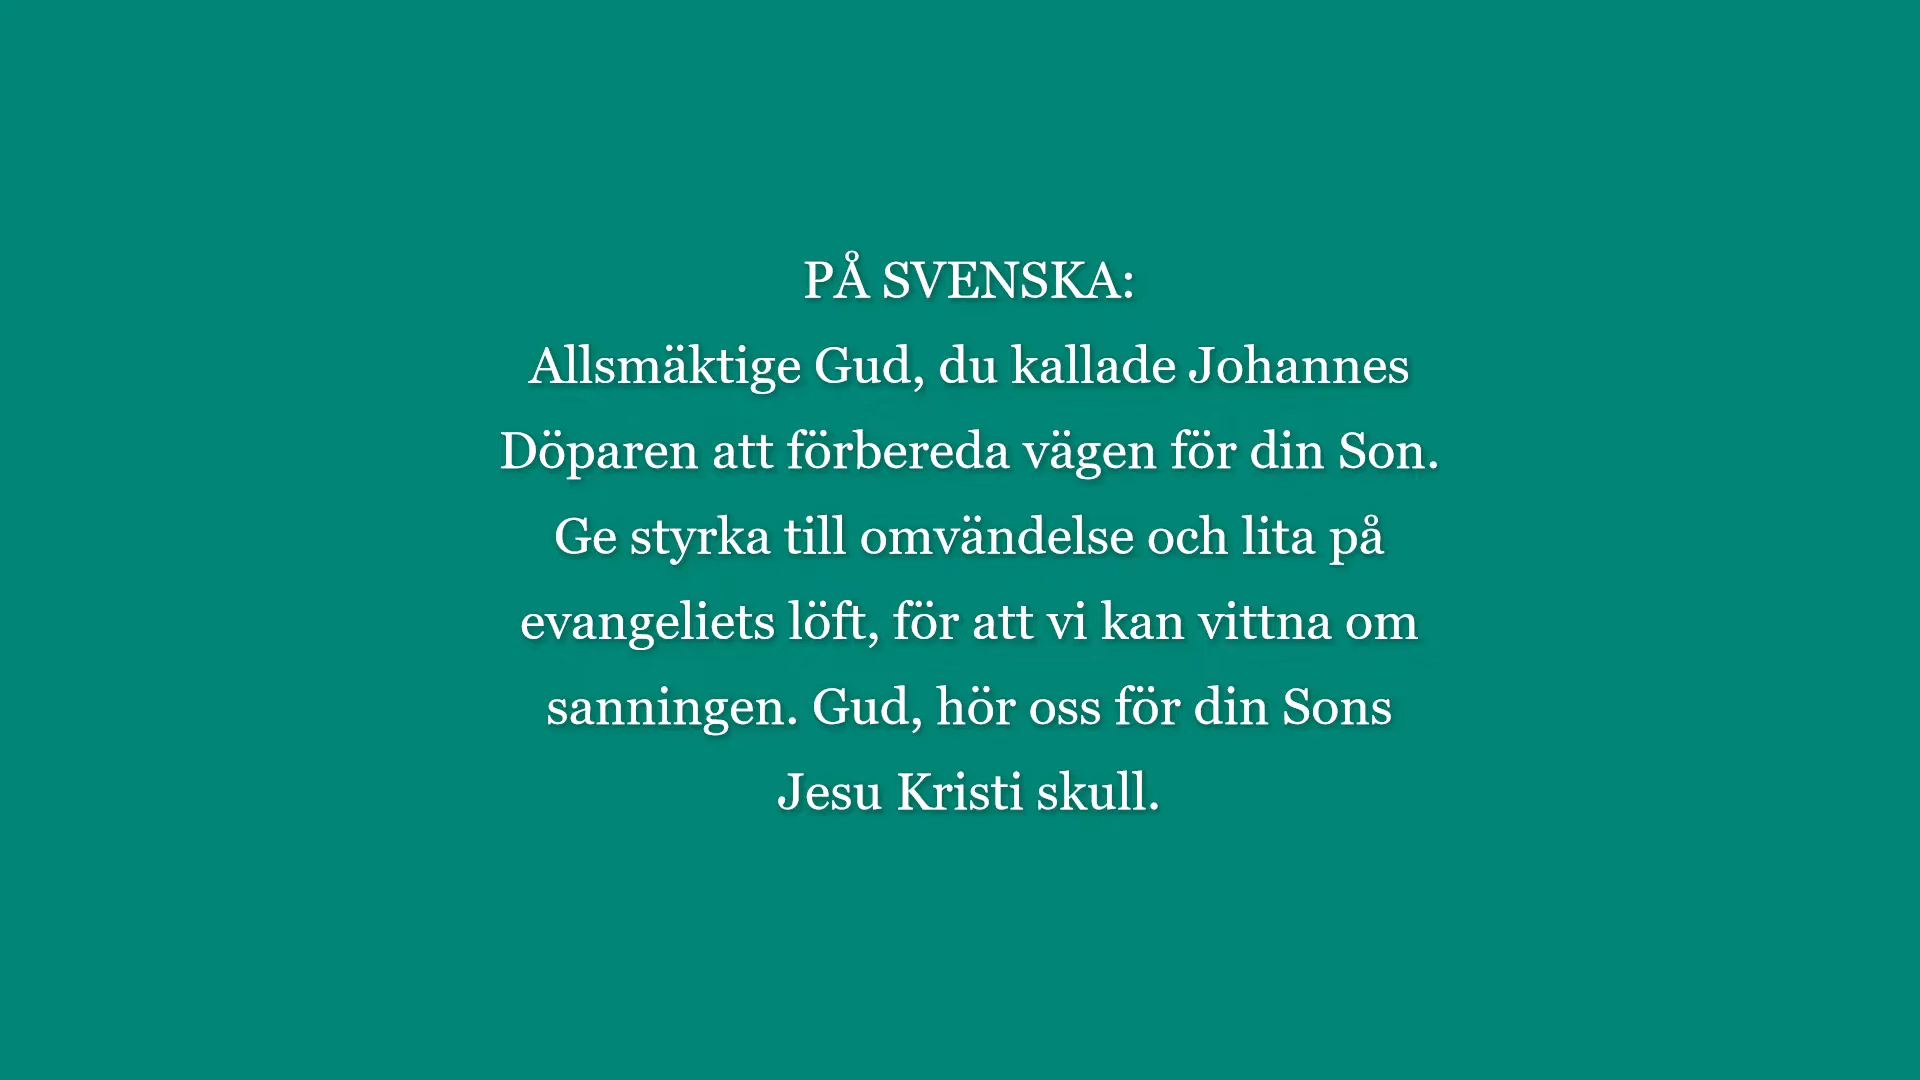 PÅ SVENSKA:
Allsmäktige Gud, du kallade Johannes
Döparen att förbereda vägen för din Son.
Ge styrka till omvändelse och lita på
evangeliets löft, för att vi kan vittna om
sanningen. Gud, hör oss för din Sons
Jesu Kristi skull.